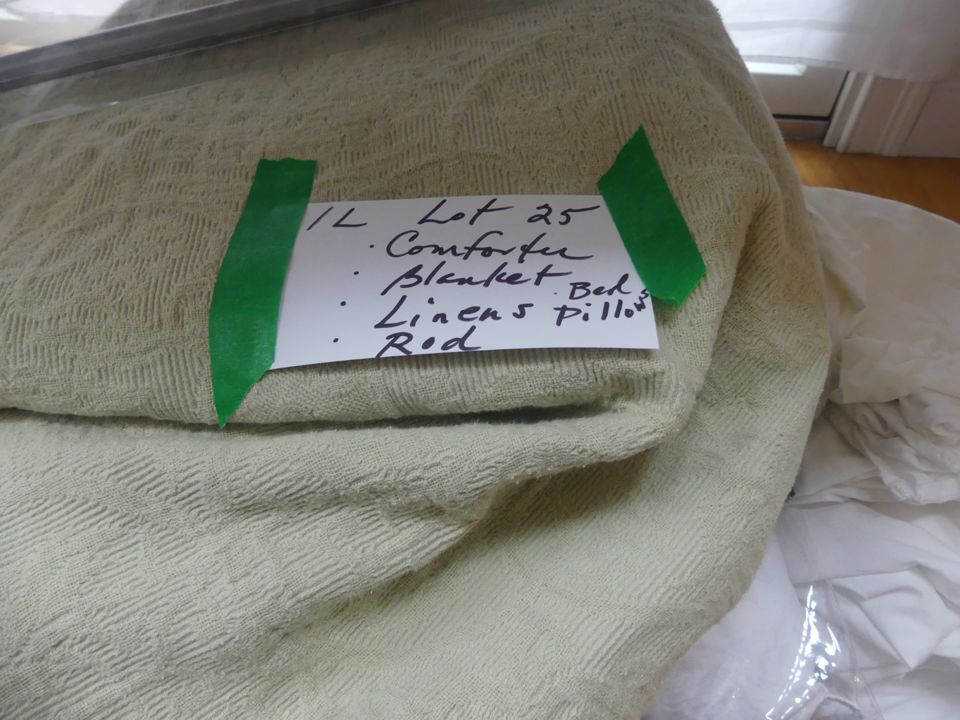 1L Lot 25
· Comforter
· Blanket
· Linens · Bed Pillows
· Rod